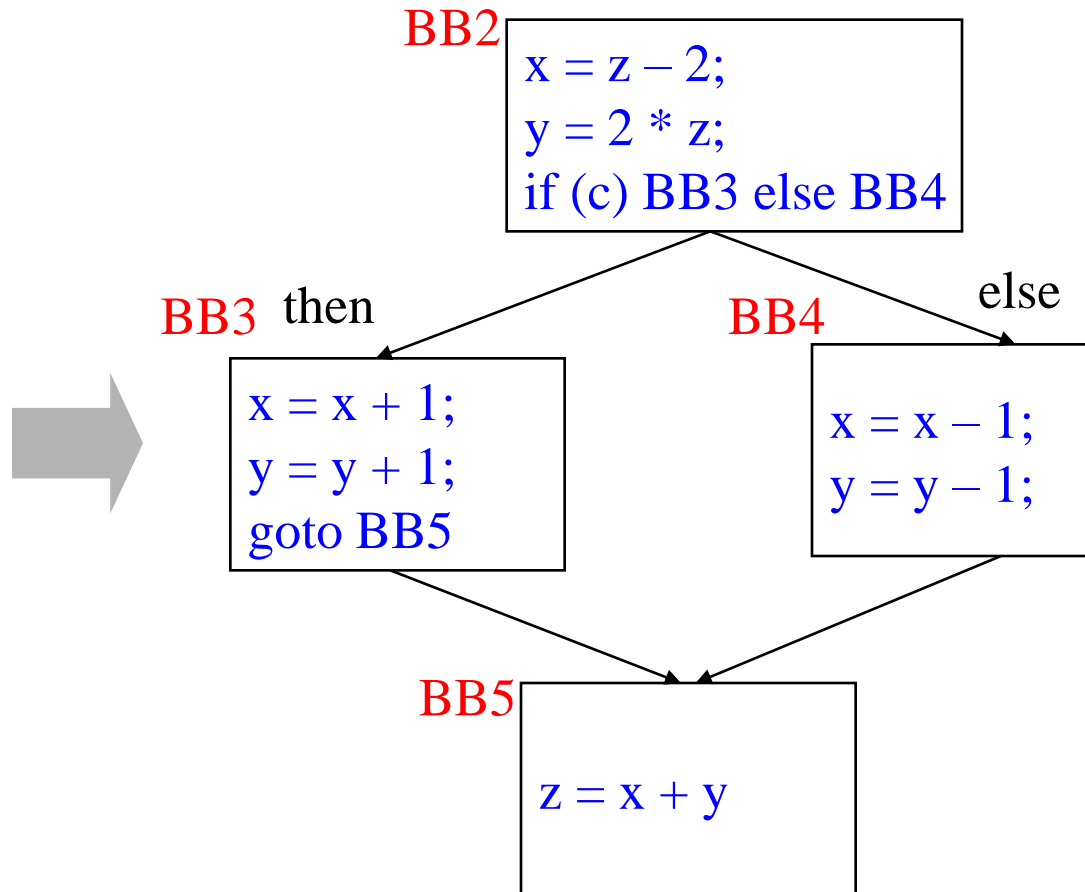 BB2
x = z – 2;
y = 2 * z;
if (c) BB3 else BB4
BB3
then
BB4
else
x = x + 1;
y = y + 1;
goto BB5
x = x – 1;
y = y – 1;
BB5
z = x + y